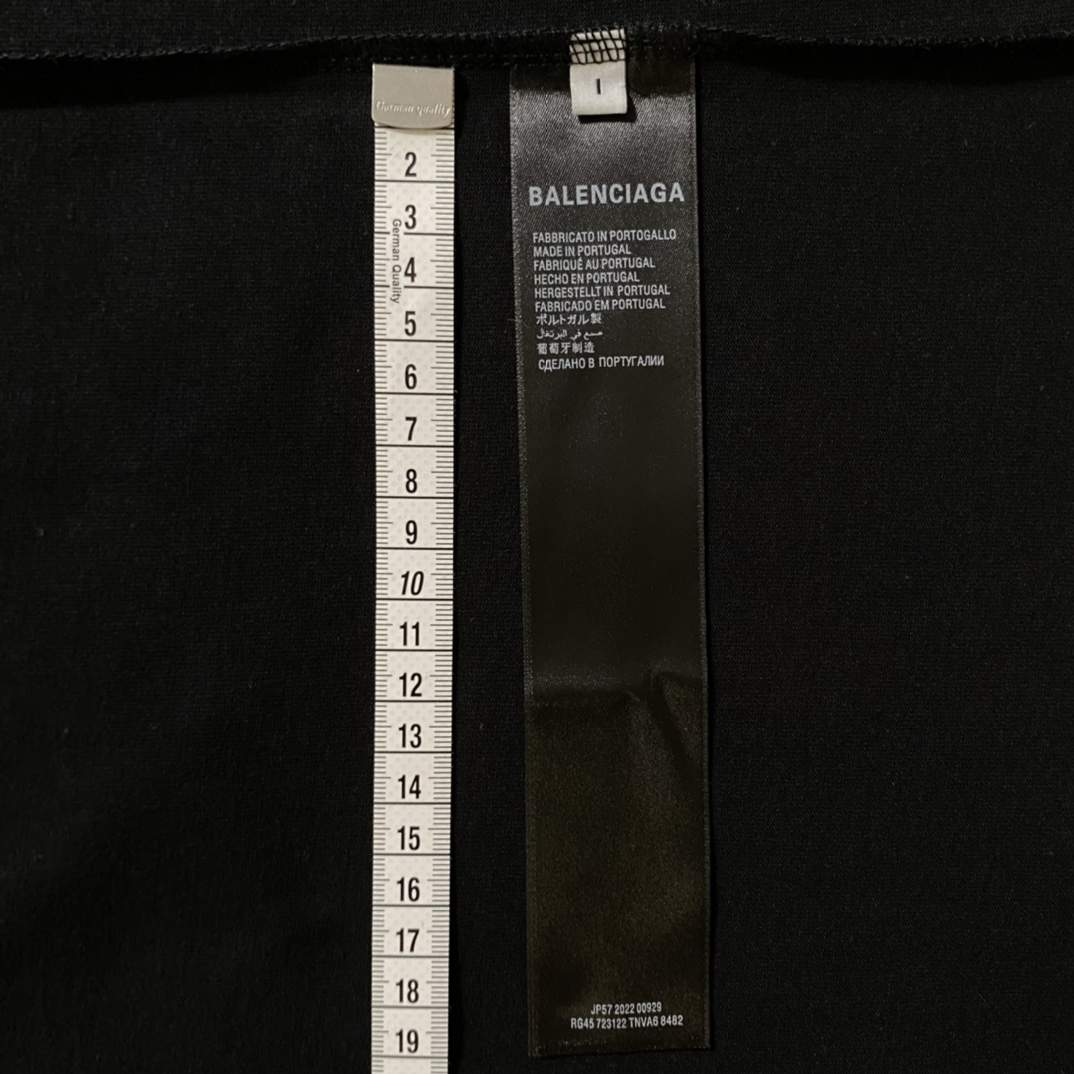 German quality
2
3
German Quality
4
5
6
7
8
9
10
11
12
13
14
15
16
17
18
19
I
BALENCIAGA
FABBRICATO IN PORTOGALLO
MADE IN PORTUGAL
FABRIQUÉ AU PORTUGAL
HECHO EN PORTUGAL
HERGESTELLT IN PORTUGAL
FABRICADO EM PORTUGAL
ポルトガル製
صنع في البرتغال
葡萄牙制造
СДЕЛАНО В ПОРТУГАЛИИ
JP57 2022 00929
RG45 723122 TNVA6 8482